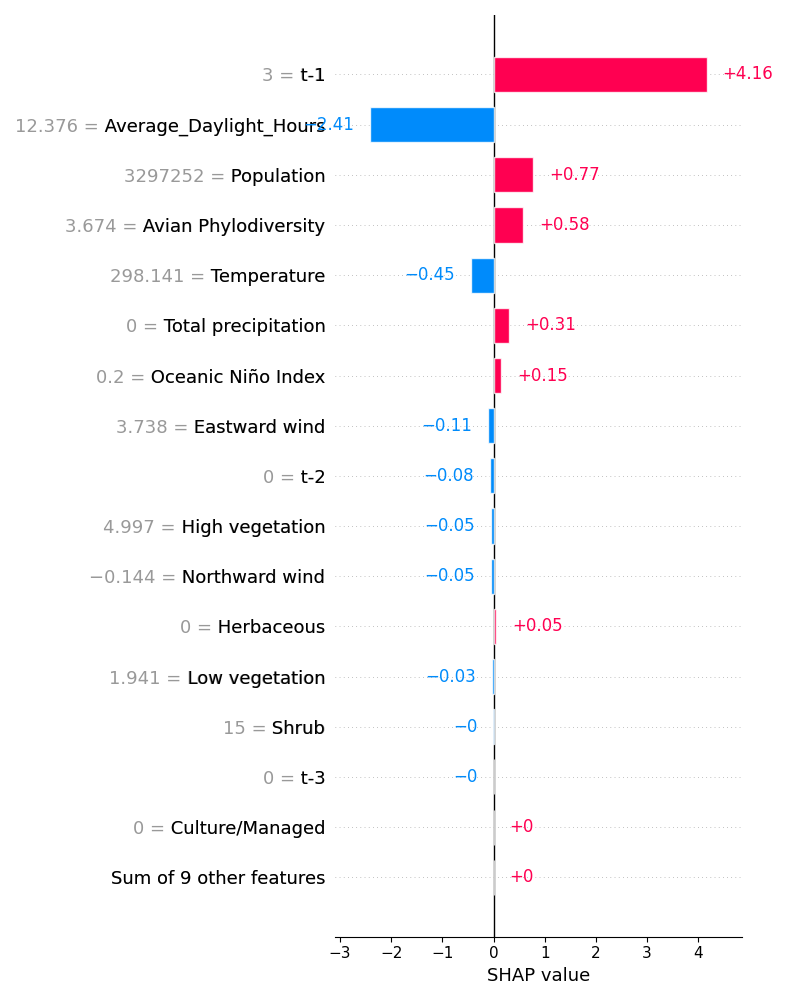 3 = t-1 +4.16
12.376 = Average_Daylight_Hours −2.41
3297252 = Population +0.77
3.674 = Avian Phylodiversity +0.58
298.141 = Temperature −0.45
0 = Total precipitation +0.31
0.2 = Oceanic Niño Index +0.15
3.738 = Eastward wind −0.11
0 = t-2 −0.08
4.997 = High vegetation −0.05
−0.144 = Northward wind −0.05
0 = Herbaceous +0.05
1.941 = Low vegetation −0.03
15 = Shrub −0
0 = t-3 −0
0 = Culture/Managed +0
Sum of 9 other features +0
−3 −2 −1 0 1 2 3 4
SHAP value